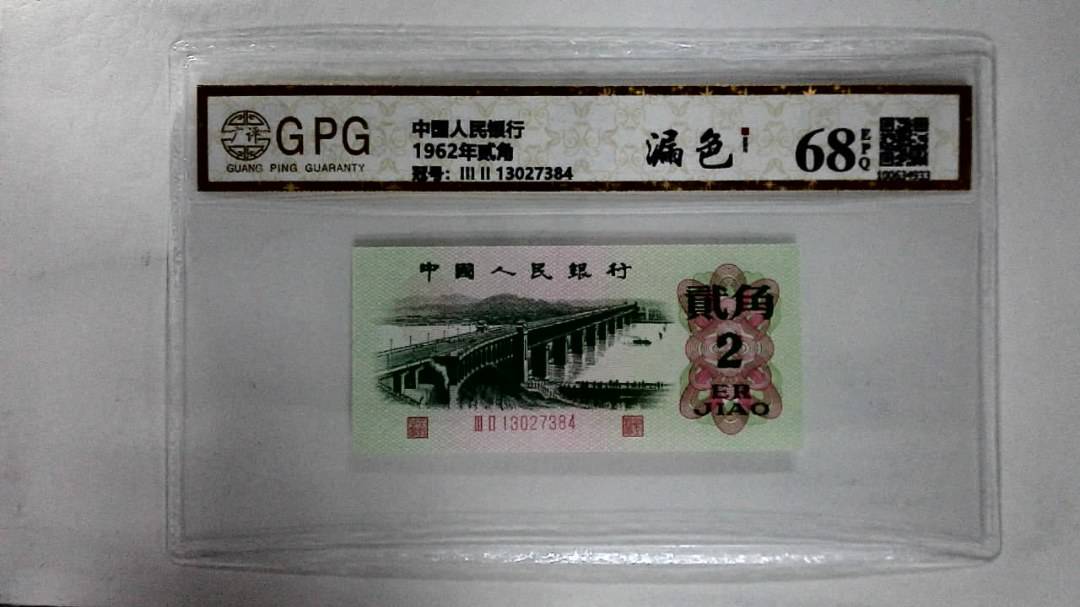 广评
GPG
GUANG PING GUARANTY
中國人民银行
1962年贰角
冠号：III II 13027384
漏色
68
EPQ
中國人民銀行
貳角
2
ER
JIAO
III II 13027384